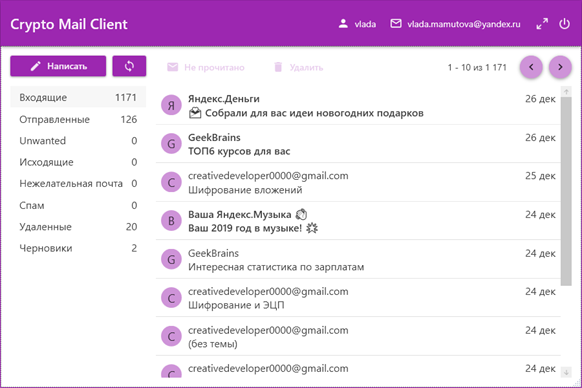 Crypto Mail Client
vlada
vlada.mamutova@yandex.ru
Написать
Не прочитано
Удалить
1 - 10 из 1 171
Входящие 1171
Отправленные 126
Unwanted 0
Исходящие 0
Нежелательная почта 0
Спам 0
Удаленные 20
Черновики 2
Я
Яндекс.Деньги 26 дек
Собрали для вас идеи новогодних подарков
G
GeekBrains 26 дек
ТОП6 курсов для вас
C
creativedeveloper0000@gmail.com 25 дек
Шифрование вложений
В
Ваша Яндекс.Музыка 24 дек
Ваш 2019 год в музыке!
G
GeekBrains 24 дек
Интересная статистика по зарплатам
C
creativedeveloper0000@gmail.com 24 дек
Шифрование и ЭЦП
C
creativedeveloper0000@gmail.com 24 дек
(без темы)
C
creativedeveloper0000@gmail.com 24 дек